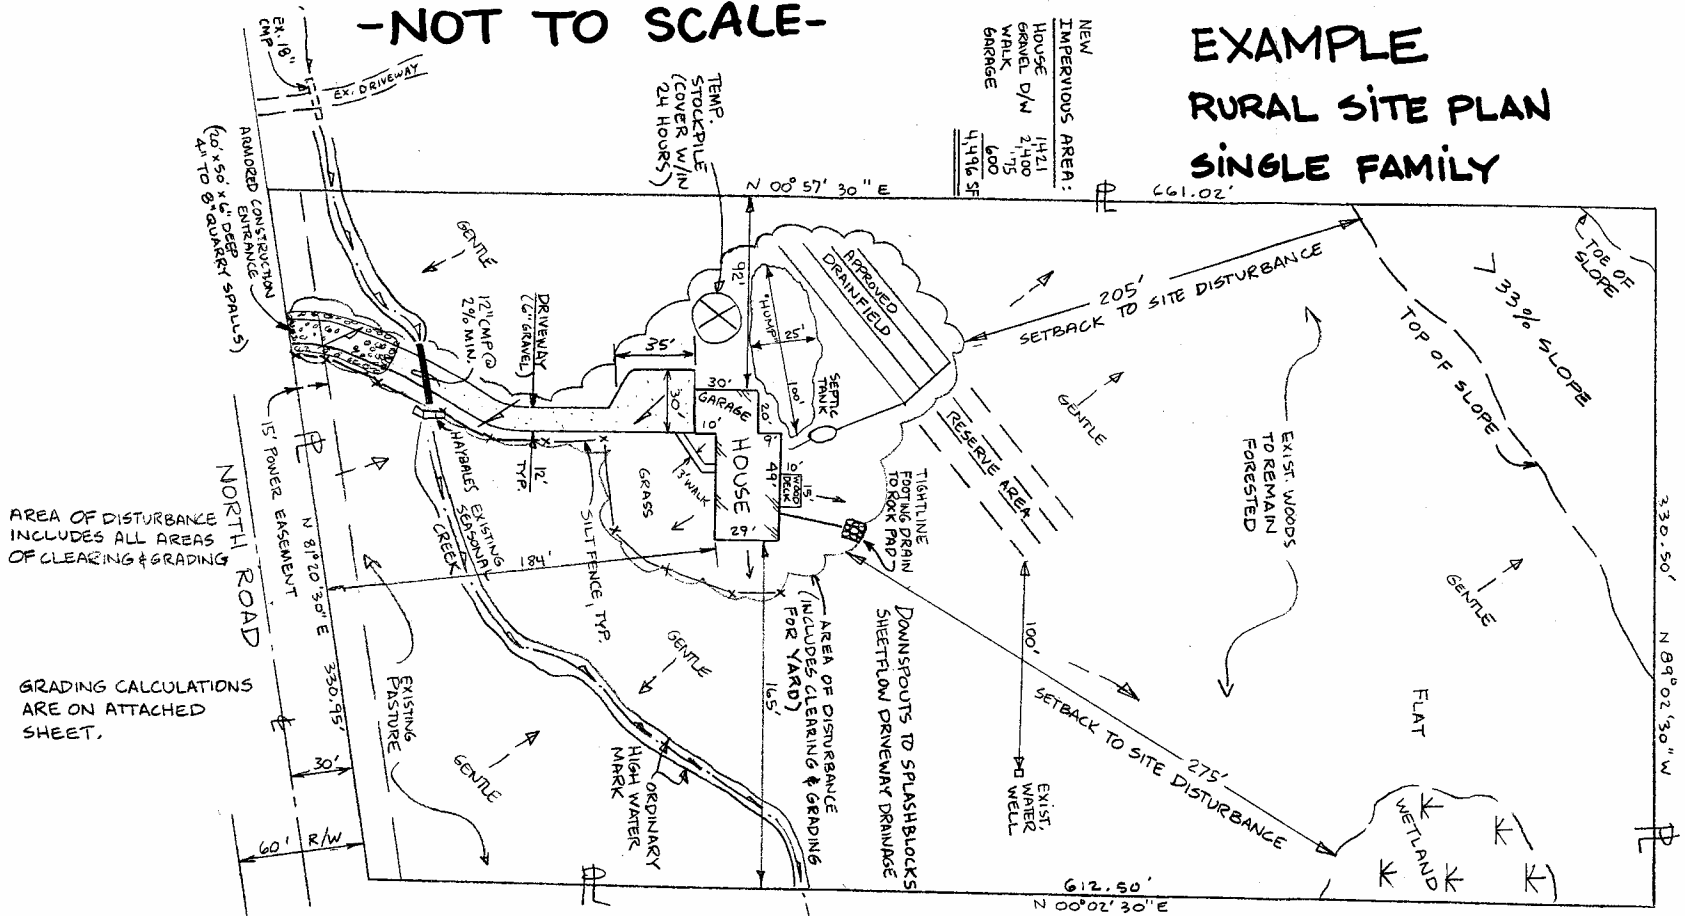 -NOT TO SCALE-
EXAMPLE
RURAL SITE PLAN
SINGLE FAMILY
NEW
IMPERVIOUS AREA:
HOUSE 1,421
GRAVEL D/W 2,400
WALK 75
GARAGE 600
4,496 SF
EX. 18"
CMP
EX. DRIVEWAY
TEMP.
STOCKPILE
(COVER W/IN
24 HOURS)
N 00° 57' 30" E
PL
661.02'
ARMORED CONSTRUCTION
ENTRANCE
(20' x 50' x 6" DEEP
4" TO 8" QUARRY SPALLS)
GENTLE
12" CMP @
2% MIN.
DRIVEWAY
(6" GRAVEL)
92'
"HUMP"
25'
100'
APPROVED
DRAINFIELD
SEPTIC
TANK
205'
SETBACK TO SITE DISTURBANCE
TOE OF
SLOPE
>33% SLOPE
TOP OF SLOPE
GENTLE
EXIST. WOODS
TO REMAIN
FORESTED
35'
30'
30'
GARAGE
20'
10'
9'
HOUSE
49'
29'
10'
WOOD
DECK
15'
3' WALK
GRASS
12'
TYP.
HAYBALES
EXISTING
SEASONAL
CREEK
SILT FENCE, TYP.
184'
15' POWER EASEMENT
PL
NORTH ROAD
N 81° 20' 30" E 330.95'
AREA OF DISTURBANCE
INCLUDES ALL AREAS
OF CLEARING & GRADING
GRADING CALCULATIONS
ARE ON ATTACHED
SHEET.
TIGHTLINE
FOOTING DRAIN
TO ROCK PAD
RESERVE AREA
100'
EXIST.
WATER
WELL
330.50'
N 89° 02' 30" W
GENTLE
FLAT
WETLAND
SETBACK TO SITE DISTURBANCE
275'
DOWNSPOUTS TO SPLASHBLOCKS
SHEETFLOW DRIVEWAY DRAINAGE
AREA OF DISTURBANCE
(INCLUDES CLEARING & GRADING
FOR YARD)
165'
GENTLE
EXISTING
PASTURE
GENTLE
ORDINARY
HIGH WATER
MARK
30'
60' R/W
PL
612.50'
N 00° 02' 30" E
PL